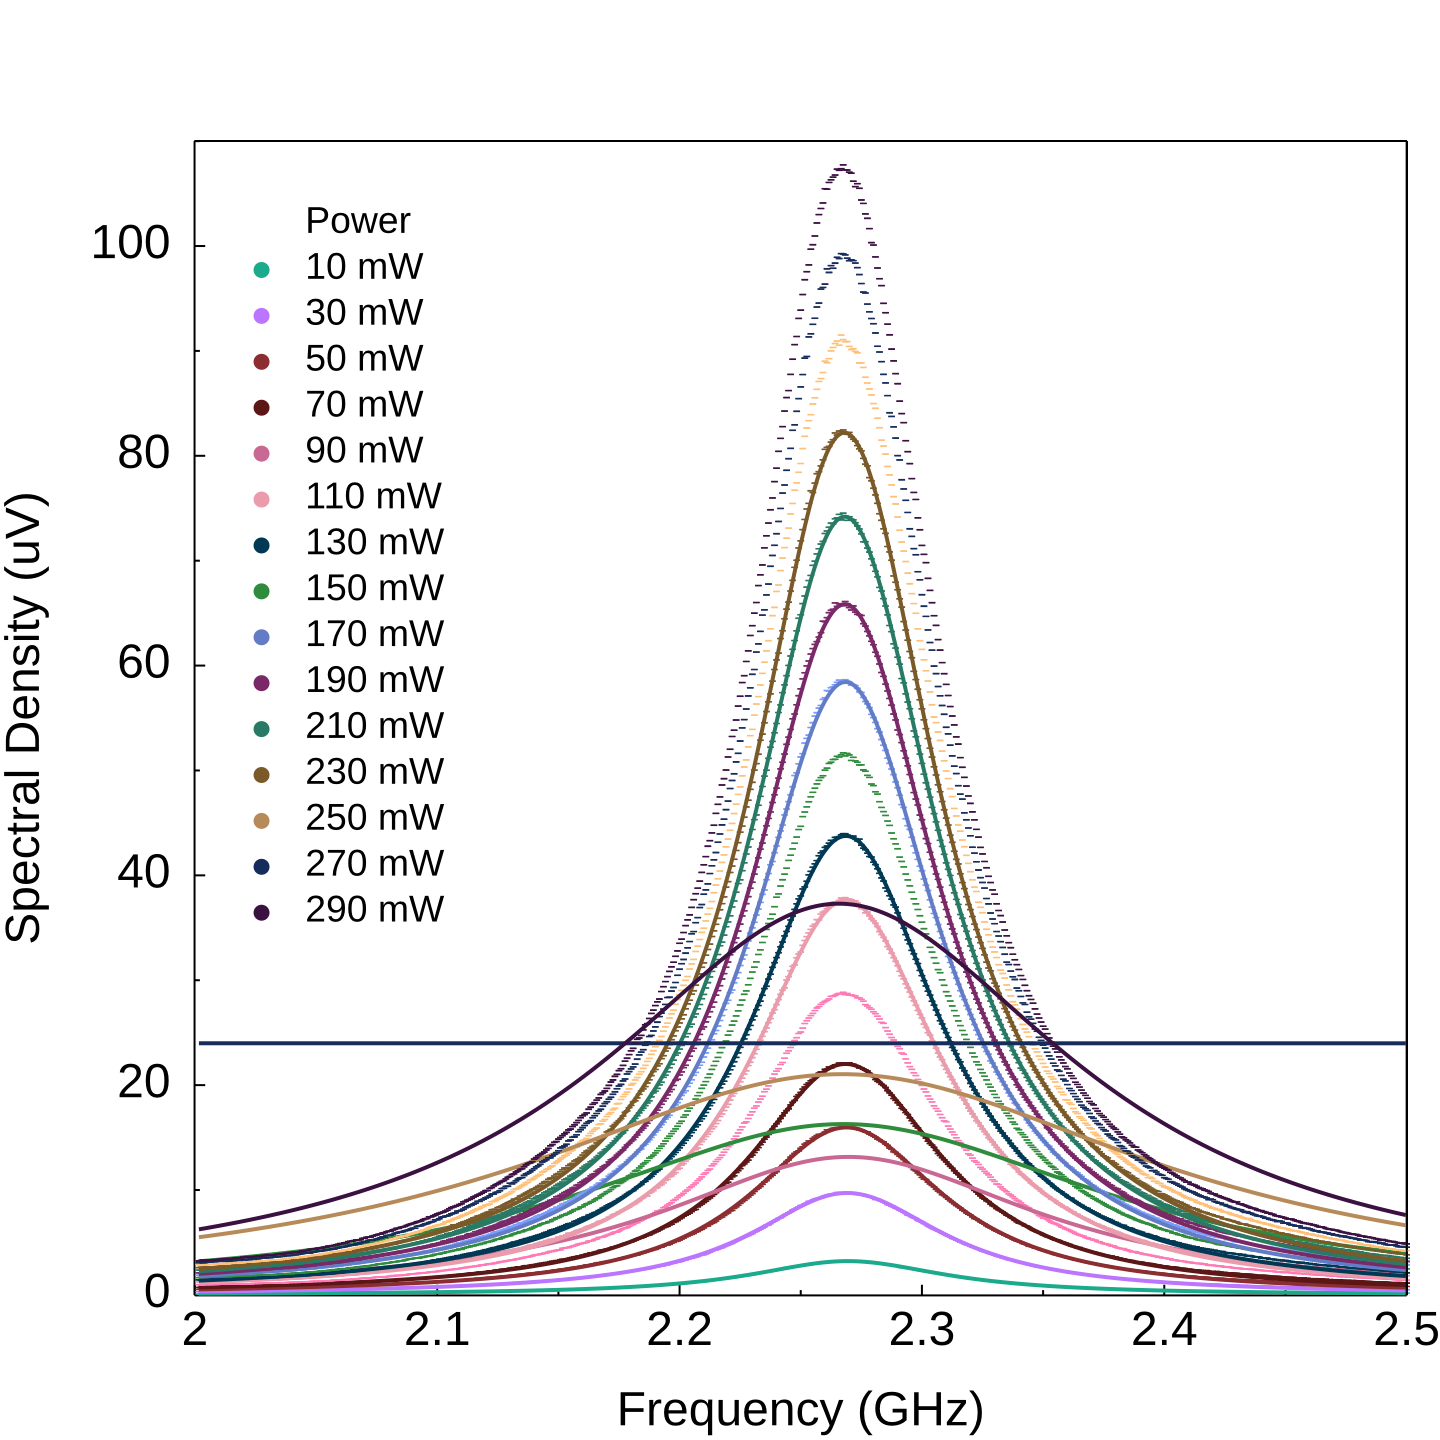 Power
10 mW
30 mW
50 mW
70 mW
90 mW
110 mW
130 mW
150 mW
170 mW
190 mW
210 mW
230 mW
250 mW
270 mW
290 mW
100
80
60
40
20
0
Spectral Density (uV)
2 2.1 2.2 2.3 2.4 2.5
Frequency (GHz)